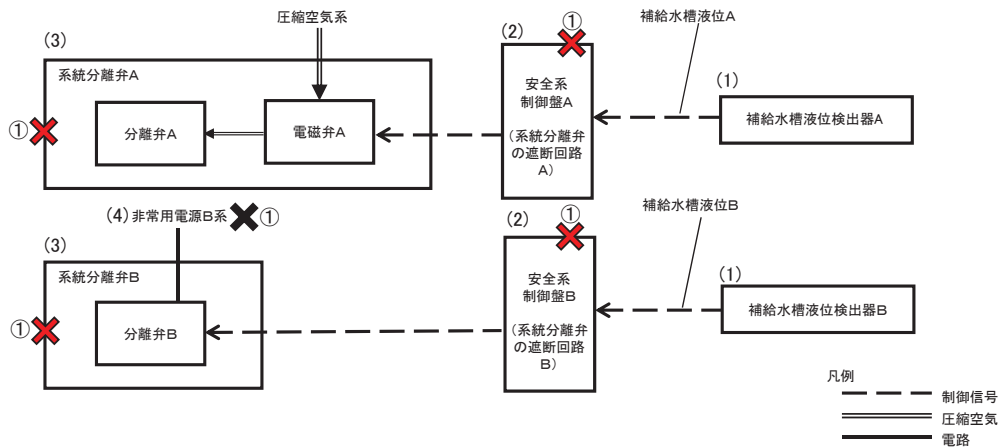 圧縮空気系
(3)
系統分離弁A
分離弁A
電磁弁A
①
(2)
①
安全系
制御盤A
(系統分離弁
の遮断回路
A)
補給水槽液位A
(1)
補給水槽液位検出器A
(4) 非常用電源B系 ①
(3)
系統分離弁B
分離弁B
①
(2)
①
安全系
制御盤B
(系統分離弁
の遮断回路
B)
補給水槽液位B
(1)
補給水槽液位検出器B
凡例
制御信号
圧縮空気
電路